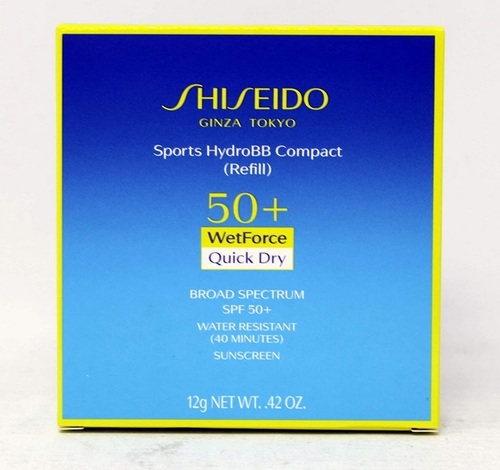 SHISEIDO
GINZA TOKYO
Sports HydroBB Compact
(Refill)
50+
WetForce
Quick Dry
BROAD SPECTRUM
SPF 50+
WATER RESISTANT
(40 MINUTES)
SUNSCREEN
12g NET WT. .42 OZ.